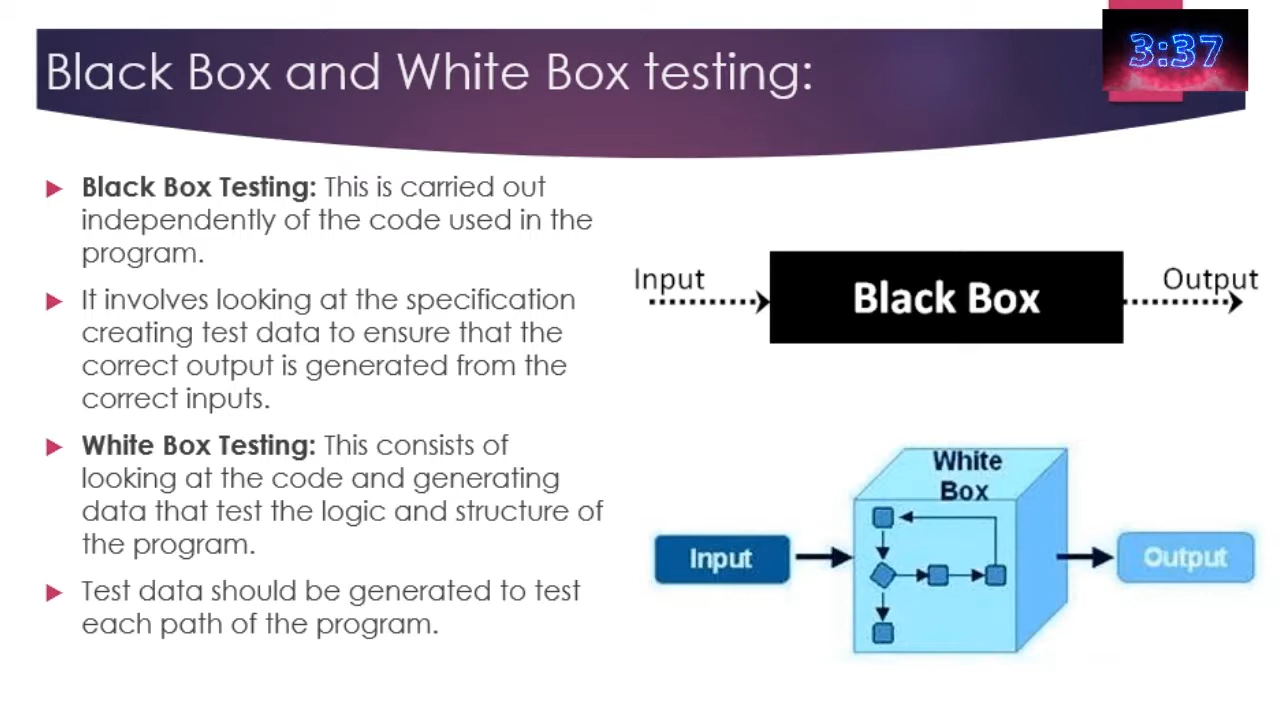 Black Box and White Box testing:
3:37
Black Box Testing: This is carried out
independently of the code used in the
program.
It involves looking at the specification
creating test data to ensure that the
correct output is generated from the
correct inputs.
White Box Testing: This consists of
looking at the code and generating
data that test the logic and structure of
the program.
Test data should be generated to test
each path of the program.
Input
Black Box
Output
White
Box
Input
Output